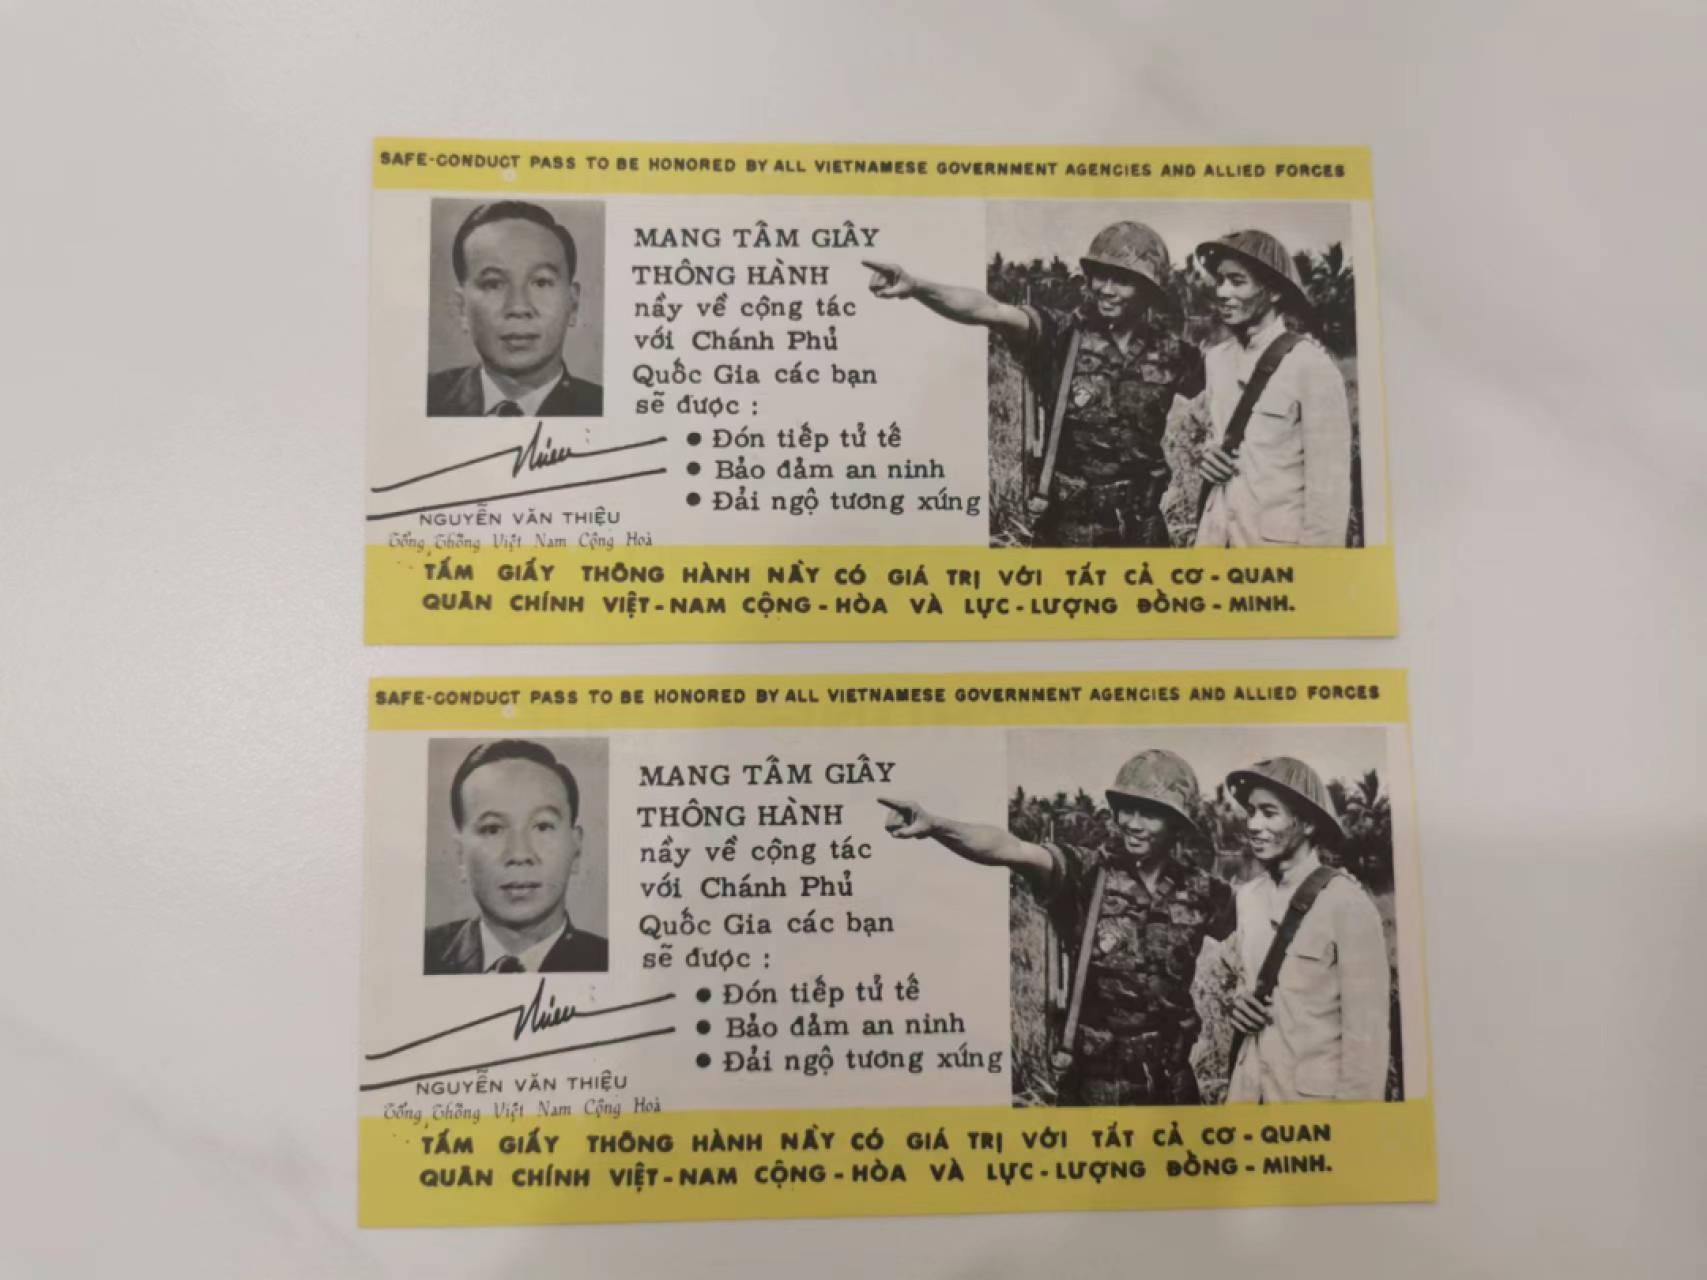 SAFE-CONDUCT PASS TO BE HONORED BY ALL VIETNAMESE GOVERNMENT AGENCIES AND ALLIED FORCES
MANG TẤM GIẤY
THÔNG HÀNH
nầy về cộng tác
với Chánh Phủ
Quốc Gia các bạn
sẽ được :
● Đón tiếp tử tế
● Bảo đảm an ninh
● Đải ngộ tương xứng
Thieu
NGUYỄN VĂN THIỆU
Tổng Thống Việt Nam Cộng Hoà
TẤM GIẤY THÔNG HÀNH NẦY CÓ GIÁ TRỊ VỚI TẤT CẢ CƠ - QUAN
QUÂN CHÍNH VIỆT - NAM CỘNG - HÒA VÀ LỰC - LƯỢNG ĐỒNG - MINH.
SAFE-CONDUCT PASS TO BE HONORED BY ALL VIETNAMESE GOVERNMENT AGENCIES AND ALLIED FORCES
MANG TẤM GIẤY
THÔNG HÀNH
nầy về cộng tác
với Chánh Phủ
Quốc Gia các bạn
sẽ được :
● Đón tiếp tử tế
● Bảo đảm an ninh
● Đải ngộ tương xứng
Thieu
NGUYỄN VĂN THIỆU
Tổng Thống Việt Nam Cộng Hoà
TẤM GIẤY THÔNG HÀNH NẦY CÓ GIÁ TRỊ VỚI TẤT CẢ CƠ - QUAN
QUÂN CHÍNH VIỆT - NAM CỘNG - HÒA VÀ LỰC - LƯỢNG ĐỒNG - MINH.